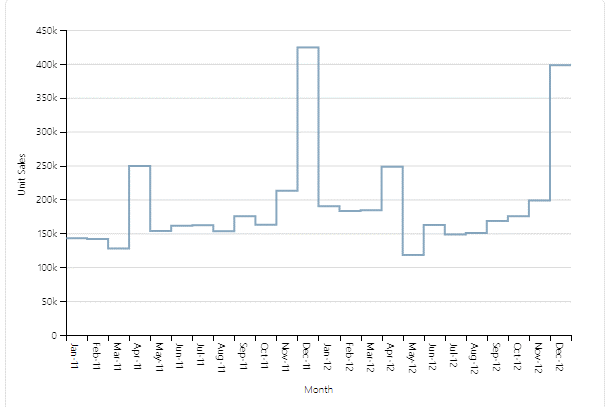 450k
400k
350k
300k
250k
200k
150k
100k
50k
0
Unit Sales
Jan-11
Feb-11
Mar-11
Apr-11
May-11
Jun-11
Jul-11
Aug-11
Sep-11
Oct-11
Nov-11
Dec-11
Jan-12
Feb-12
Mar-12
Apr-12
May-12
Jun-12
Jul-12
Aug-12
Sep-12
Oct-12
Nov-12
Dec-12
Month